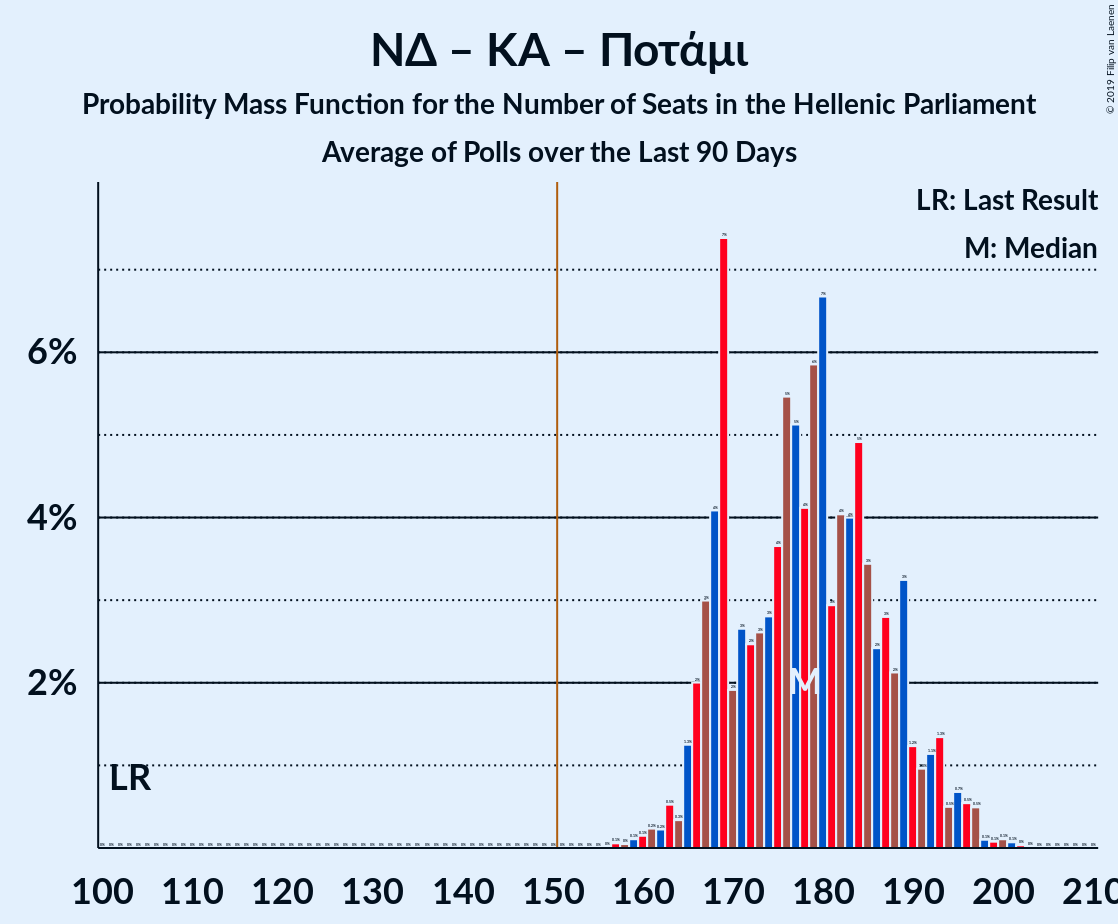 ΝΔ – ΚΑ – Ποτάμι
Probability Mass Function for the Number of Seats in the Hellenic Parliament
Average of Polls over the Last 90 Days
© 2019 Filip van Laenen
LR: Last Result
M: Median
6%
4%
2%
LR
M
100 110 120 130 140 150 160 170 180 190 200 210